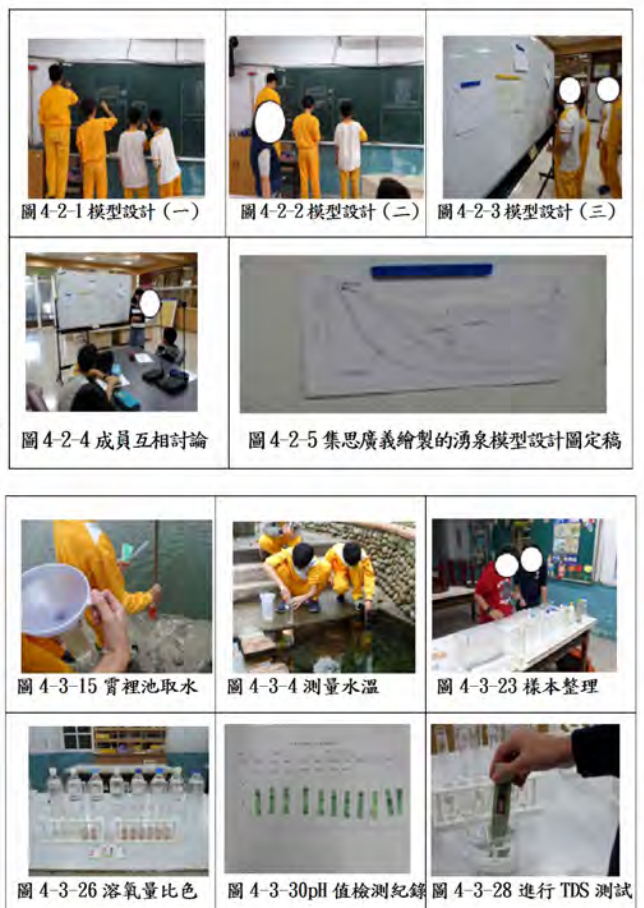 圖 4-2-1 模型設計（一）
圖 4-2-2 模型設計（二）
圖 4-2-3 模型設計（三）
圖 4-2-4 成員互相討論
圖 4-2-5 集思廣義繪製的湧泉模型設計圖定稿
圖 4-3-15 霄裡池取水
圖 4-3-4 測量水溫
圖 4-3-23 樣本整理
圖 4-3-26 溶氧量比色
圖 4-3-30pH 值檢測紀錄
圖 4-3-28 進行 TDS 測試